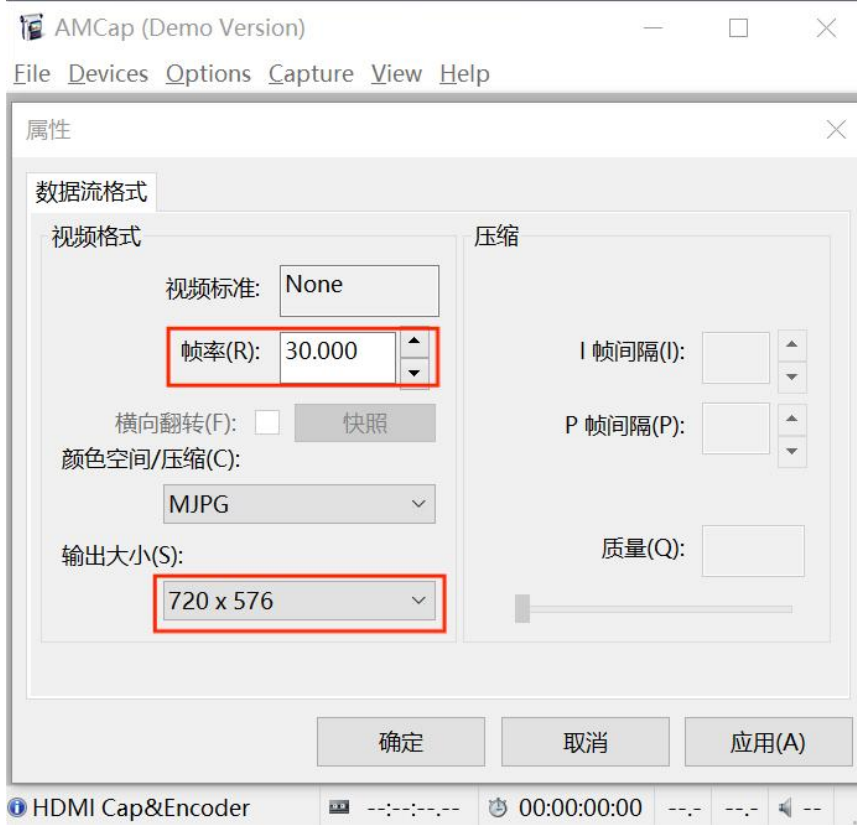 AMCap (Demo Version)
File Devices Options Capture View Help
属性
数据流格式
视频格式
视频标准: None
帧率(R): 30.000
横向翻转(F): 快照
颜色空间/压缩(C):
MJPG
输出大小(S):
720 x 576
压缩
I 帧间隔(I):
P 帧间隔(P):
质量(Q):
确定 取消 应用(A)
HDMI Cap&Encoder --:--:--.-- 00:00:00:00 --.- --.- --